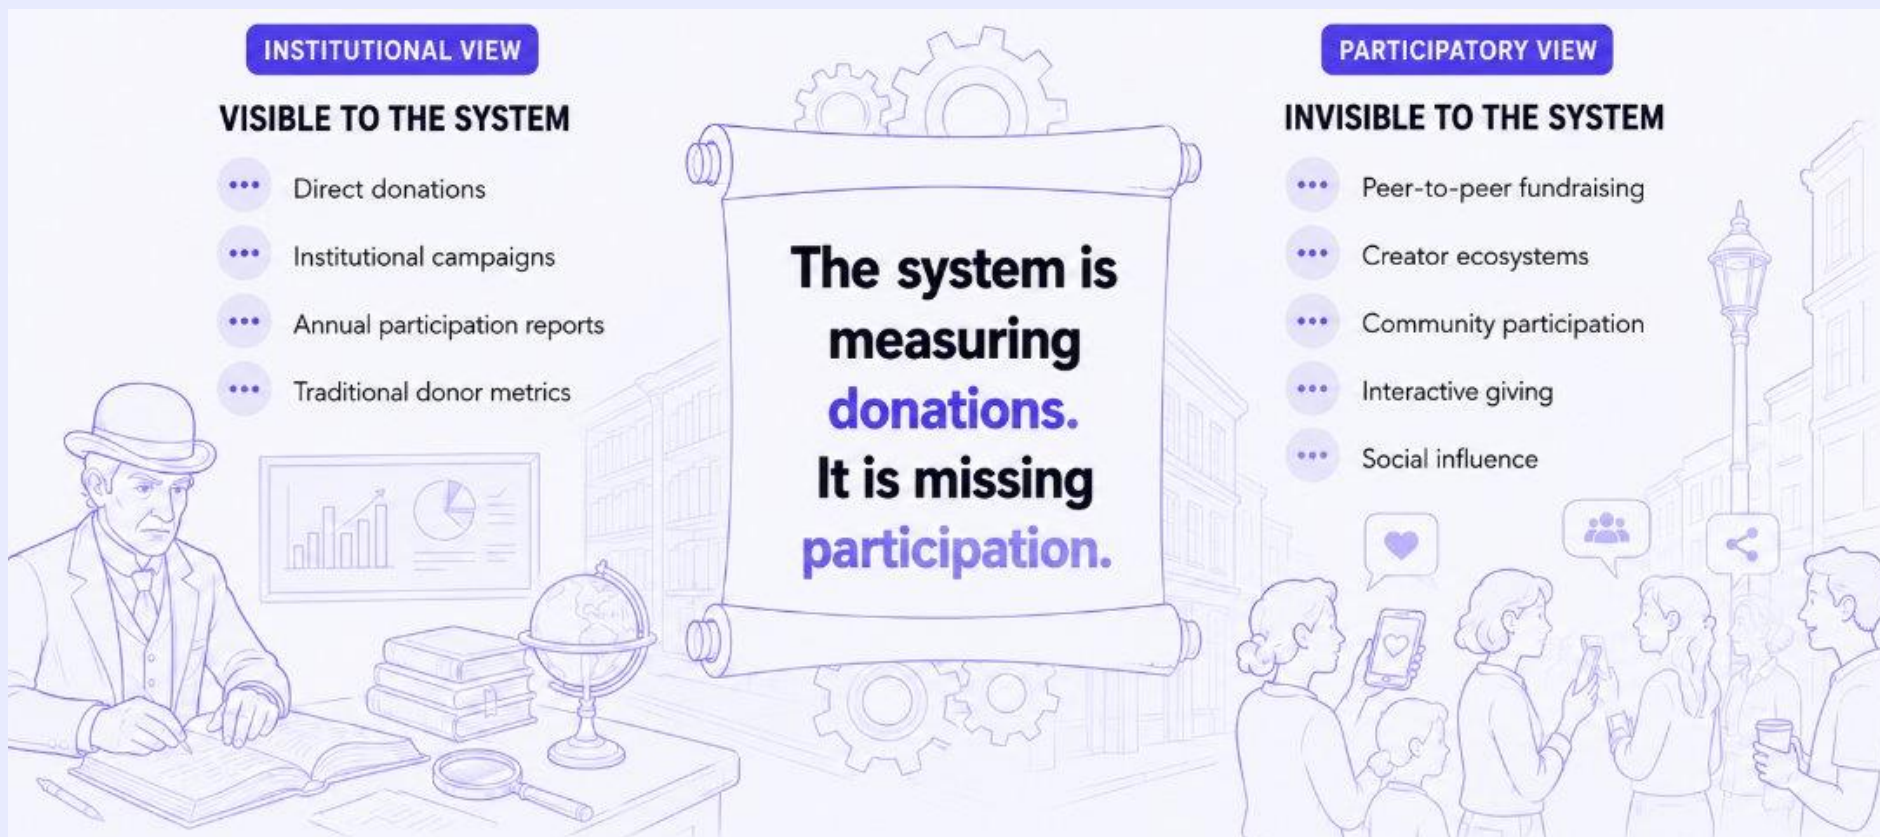 INSTITUTIONAL VIEW
VISIBLE TO THE SYSTEM
Direct donations
Institutional campaigns
Annual participation reports
Traditional donor metrics
The system is
measuring
donations.
It is missing
participation.
PARTICIPATORY VIEW
INVISIBLE TO THE SYSTEM
Peer-to-peer fundraising
Creator ecosystems
Community participation
Interactive giving
Social influence